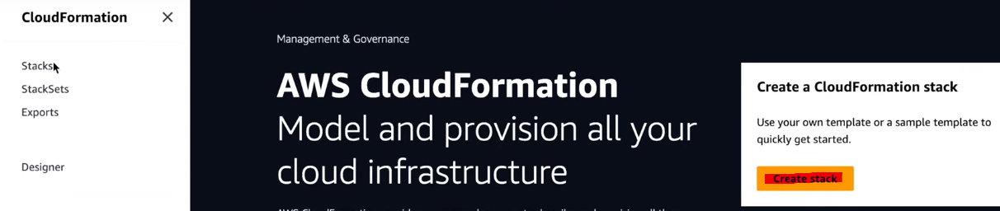 CloudFormation
Stacks
StackSets
Exports
Designer
Management & Governance
AWS CloudFormation
Model and provision all your
cloud infrastructure
Create a CloudFormation stack
Use your own template or a sample template to
quickly get started.
Create stack